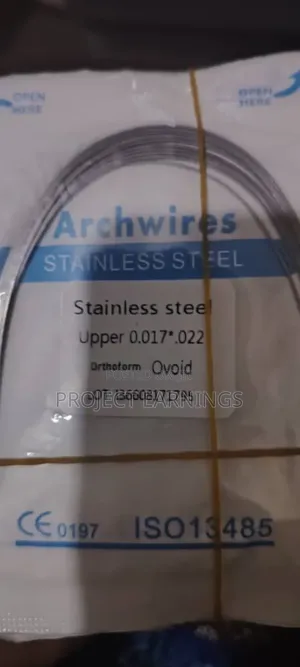 OPEN HERE
OPEN HERE
Archwires
STAINLESS STEEL
Stainless steel
Upper 0.017*.022
Orthoform Ovoid
PROJECT EARNINGS
CE 0197 ISO13485